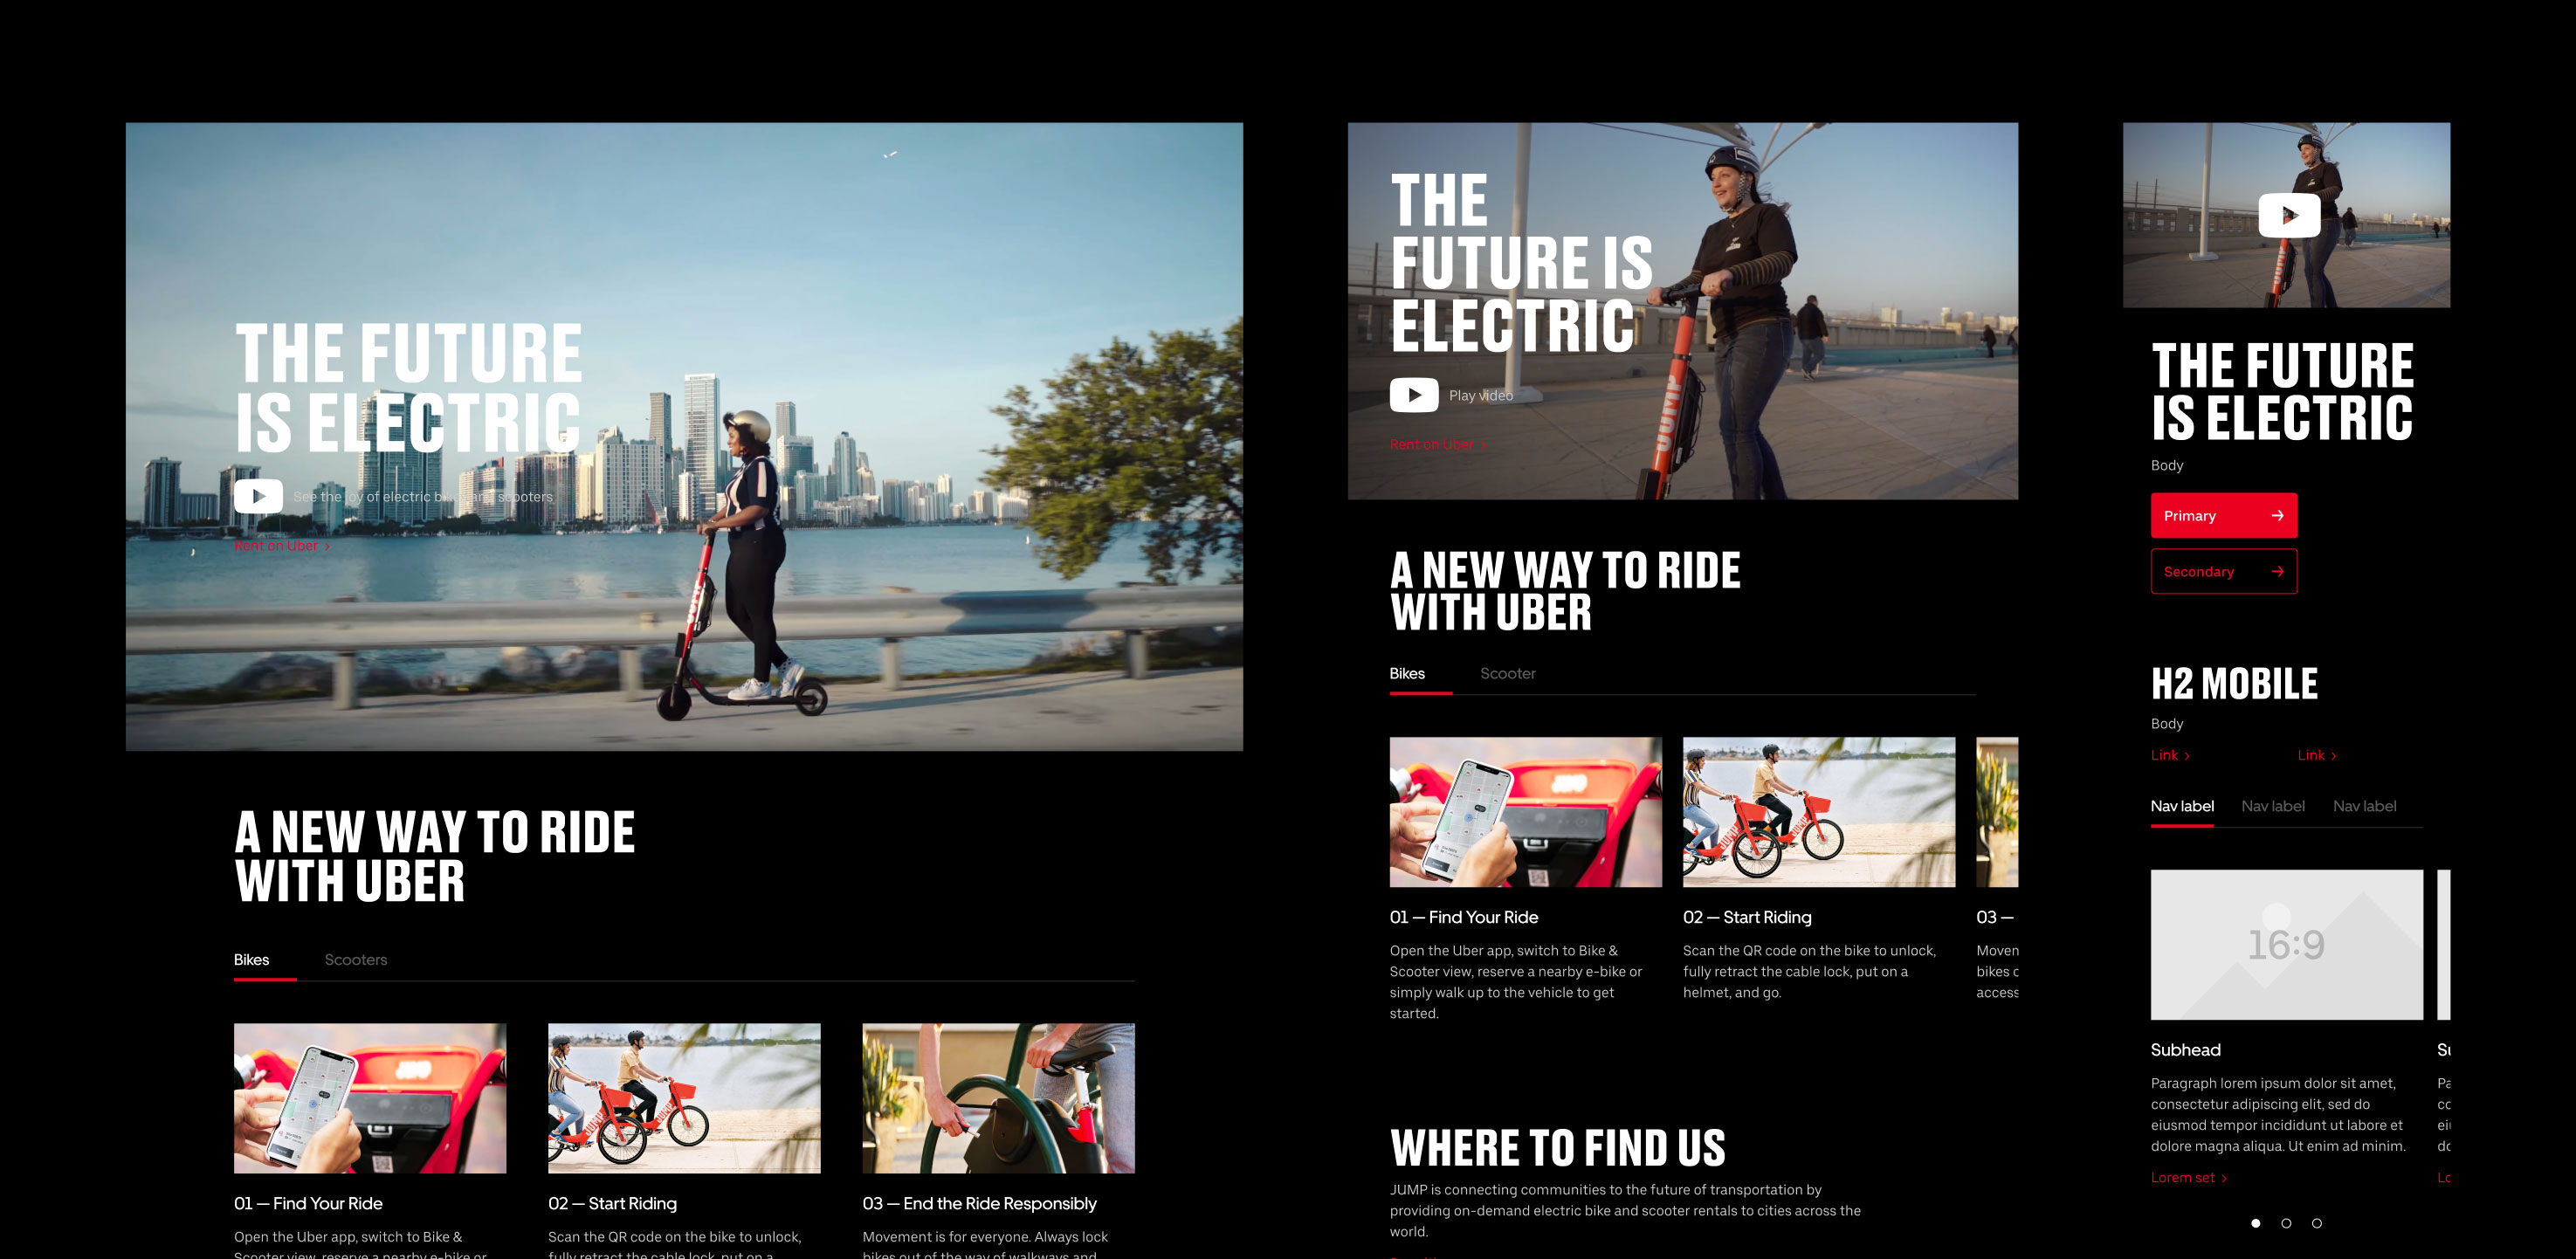 THE FUTURE
IS ELECTRIC
See the joy of electric bikes and scooters
Rent on Uber
JUMP
A NEW WAY TO RIDE
WITH UBER
Bikes
Scooters
01 — Find Your Ride
Open the Uber app, switch to Bike &
Scooter view, reserve a nearby e-bike or
02 — Start Riding
Scan the QR code on the bike to unlock,
fully retract the cable lock, put on a
03 — End the Ride Responsibly
Movement is for everyone. Always lock
bikes out of the way of walkways and
THE
FUTURE IS
ELECTRIC
Play video
Rent on Uber
JUMP
A NEW WAY TO RIDE
WITH UBER
Bikes
Scooter
01 — Find Your Ride
Open the Uber app, switch to Bike &
Scooter view, reserve a nearby e-bike or
simply walk up to the vehicle to get
started.
02 — Start Riding
Scan the QR code on the bike to unlock,
fully retract the cable lock, put on a
helmet, and go.
03 —
Movem
bikes o
access
WHERE TO FIND US
JUMP is connecting communities to the future of transportation by
providing on-demand electric bike and scooter rentals to cities across the
world.
THE FUTURE
IS ELECTRIC
Body
Primary
Secondary
H2 MOBILE
Body
Link
Link
Nav label
Nav label
Nav label
16:9
Subhead
Paragraph lorem ipsum dolor sit amet,
consectetur adipiscing elit, sed do
eiusmod tempor incididunt ut labore et
dolore magna aliqua. Ut enim ad minim.
Lorem set
Su
Pa
co
eiu
do
Lo